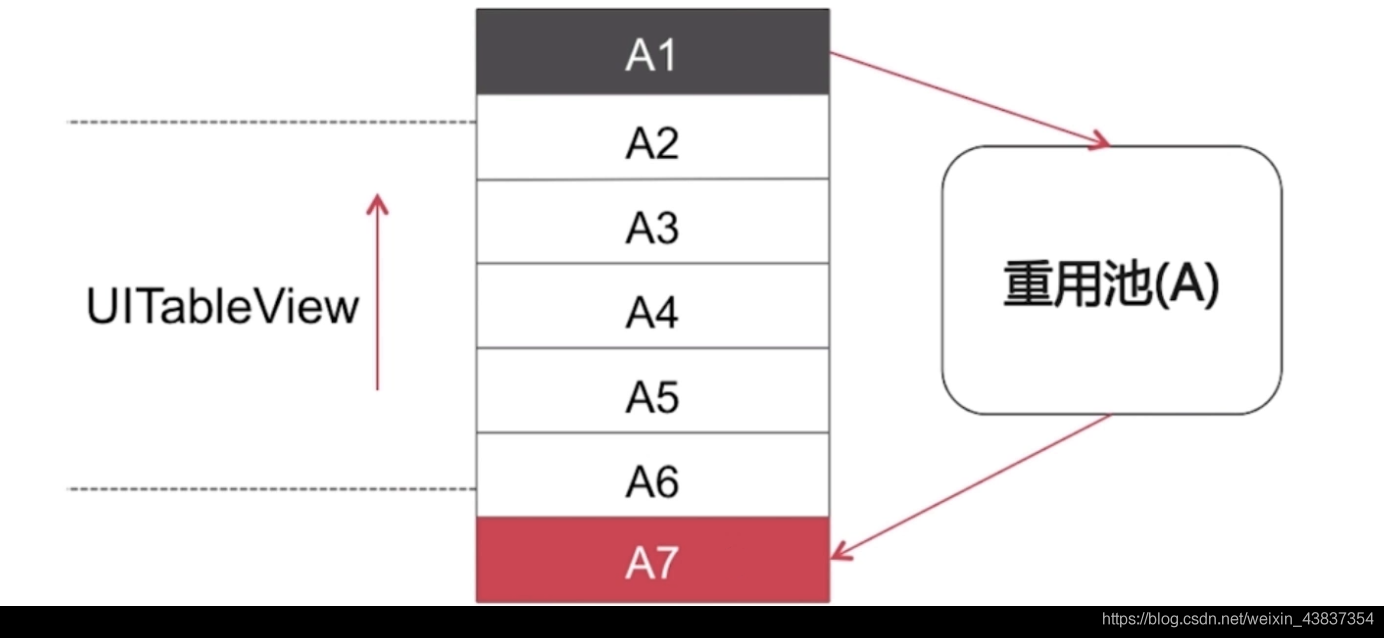 A1
A2
A3
UITableView
A4
A5
A6
A7
重用池(A)
https://blog.csdn.net/weixin_43837354